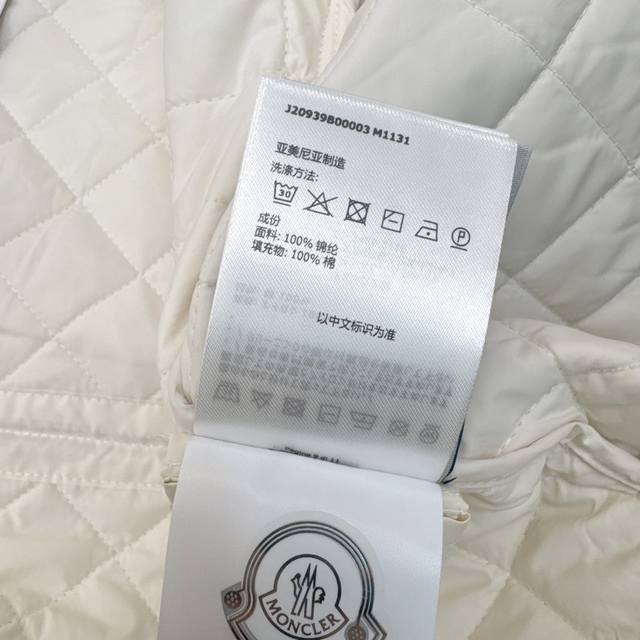 J20939B00003 M1131
亚美尼亚制造
洗涤方法:
30
成份
面料: 100% 锦纶
填充物: 100% 棉
以中文标识为准
MONCLER